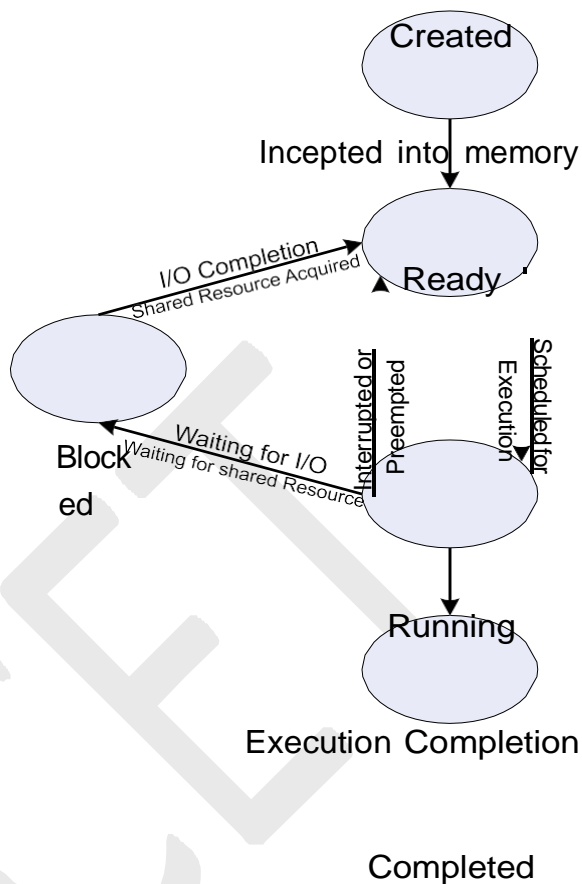 Created
Incepted into memory
I/O Completion
Shared Resource Acquired
Ready
Interrupted or
Preempted
Scheduled for
Execution
Waiting for I/O
Waiting for shared Resource
Block
ed
Running
Execution Completion
Completed